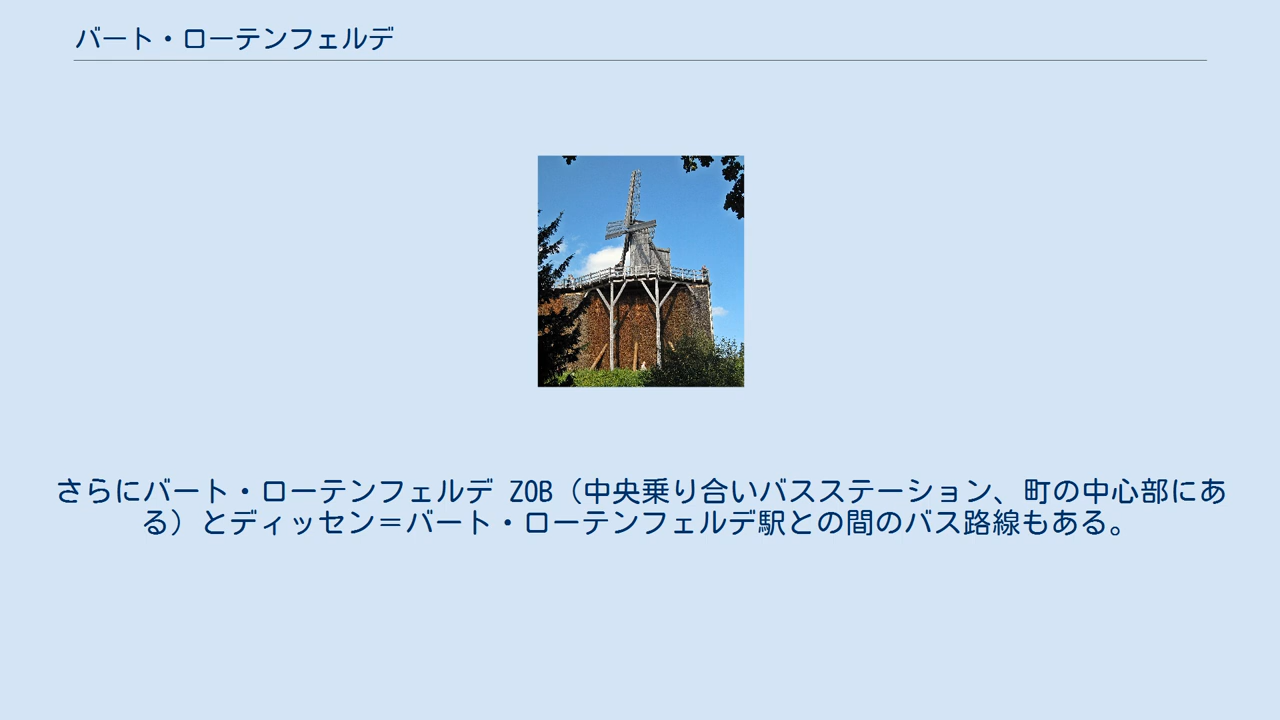 バート・ローテンフェルデ
さらにバート・ローテンフェルデ ZOB（中央乗り合いバスステーション、町の中心部にあ
る）とディッセン＝バート・ローテンフェルデ駅との間のバス路線もある。